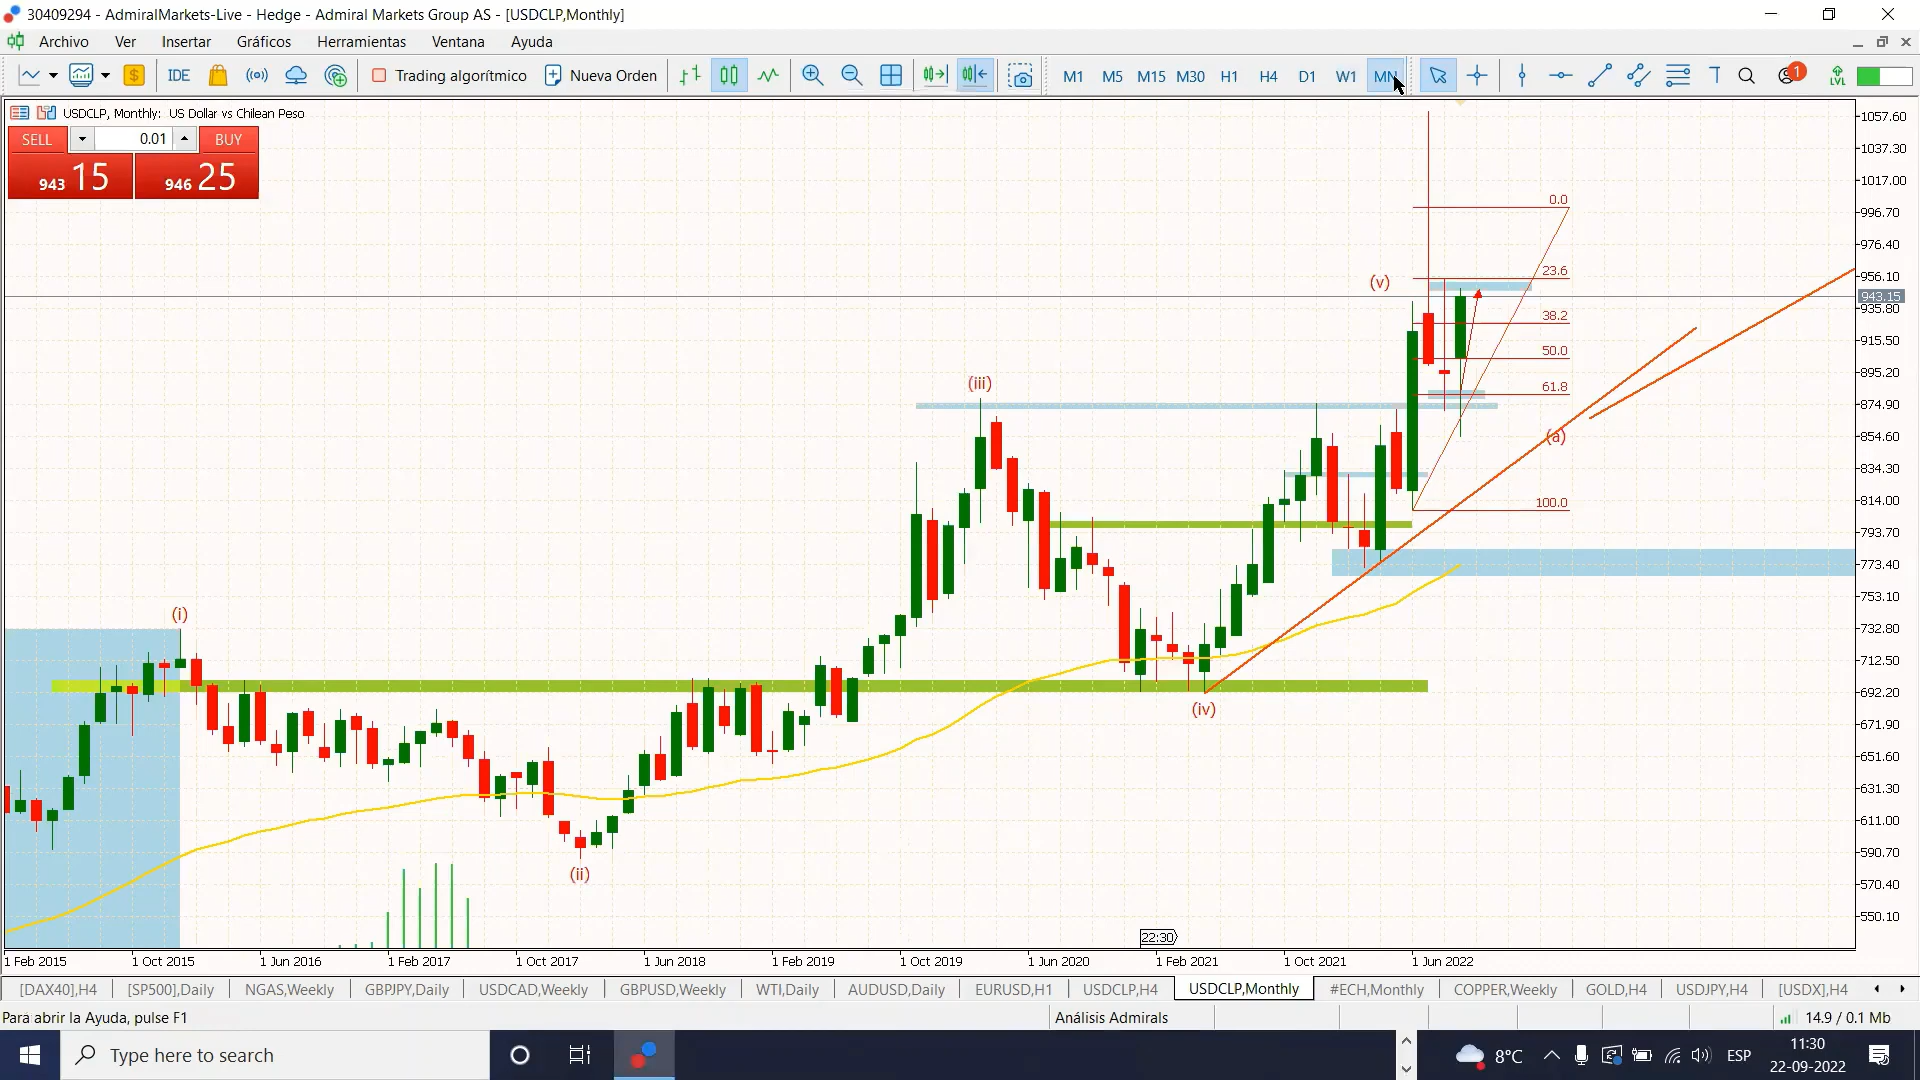 30409294 - AdmiralMarkets-Live - Hedge - Admiral Markets Group AS - [USDCLP,Monthly]
Archivo Ver Insertar Gráficos Herramientas Ventana Ayuda
IDE Trading algorítmico Nueva Orden M1 M5 M15 M30 H1 H4 D1 W1 MN T 1 LVL
USDCLP, Monthly: US Dollar vs Chilean Peso
SELL 0.01 BUY
943 15 946 25
1057.60
1037.30
1017.00
996.70
976.40
956.10
943.15
935.80
915.50
895.20
874.90
854.60
834.30
814.00
793.70
773.40
753.10
732.80
712.50
692.20
671.90
651.60
631.30
611.00
590.70
570.40
550.10
0.0
23.6
38.2
50.0
61.8
100.0
(v)
(iii)
(a)
(i)
(iv)
(ii)
22:30
1 Feb 2015 1 Oct 2015 1 Jun 2016 1 Feb 2017 1 Oct 2017 1 Jun 2018 1 Feb 2019 1 Oct 2019 1 Jun 2020 1 Feb 2021 1 Oct 2021 1 Jun 2022
[DAX40],H4 [SP500],Daily NGAS,Weekly GBPJPY,Daily USDCAD,Weekly GBPUSD,Weekly WTI,Daily AUDUSD,Daily EURUSD,H1 USDCLP,H4 USDCLP,Monthly #ECH,Monthly COPPER,Weekly GOLD,H4 USDJPY,H4 [USDX],H4
Para abrir la Ayuda, pulse F1 Análisis Admirals 14.9 / 0.1 Mb
Type here to search 8°C ESP 11:30
22-09-2022